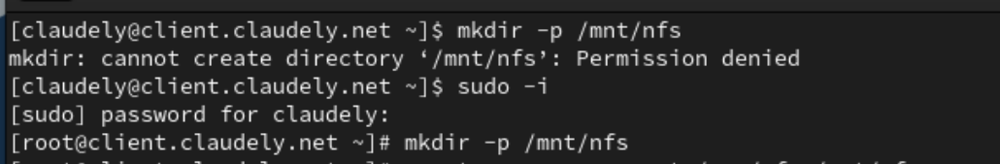 [claudely@client.claudely.net ~]$ mkdir -p /mnt/nfs
mkdir: cannot create directory ‘/mnt/nfs’: Permission denied
[claudely@client.claudely.net ~]$ sudo -i
[sudo] password for claudely:
[root@client.claudely.net ~]# mkdir -p /mnt/nfs